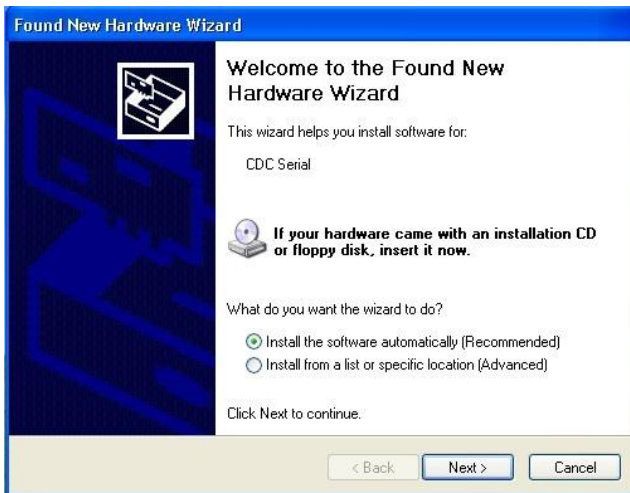 Found New Hardware Wizard
Welcome to the Found New
Hardware Wizard
This wizard helps you install software for:
CDC Serial
If your hardware came with an installation CD
or floppy disk, insert it now.
What do you want the wizard to do?
Install the software automatically (Recommended)
Install from a list or specific location (Advanced)
Click Next to continue.
< Back Next > Cancel